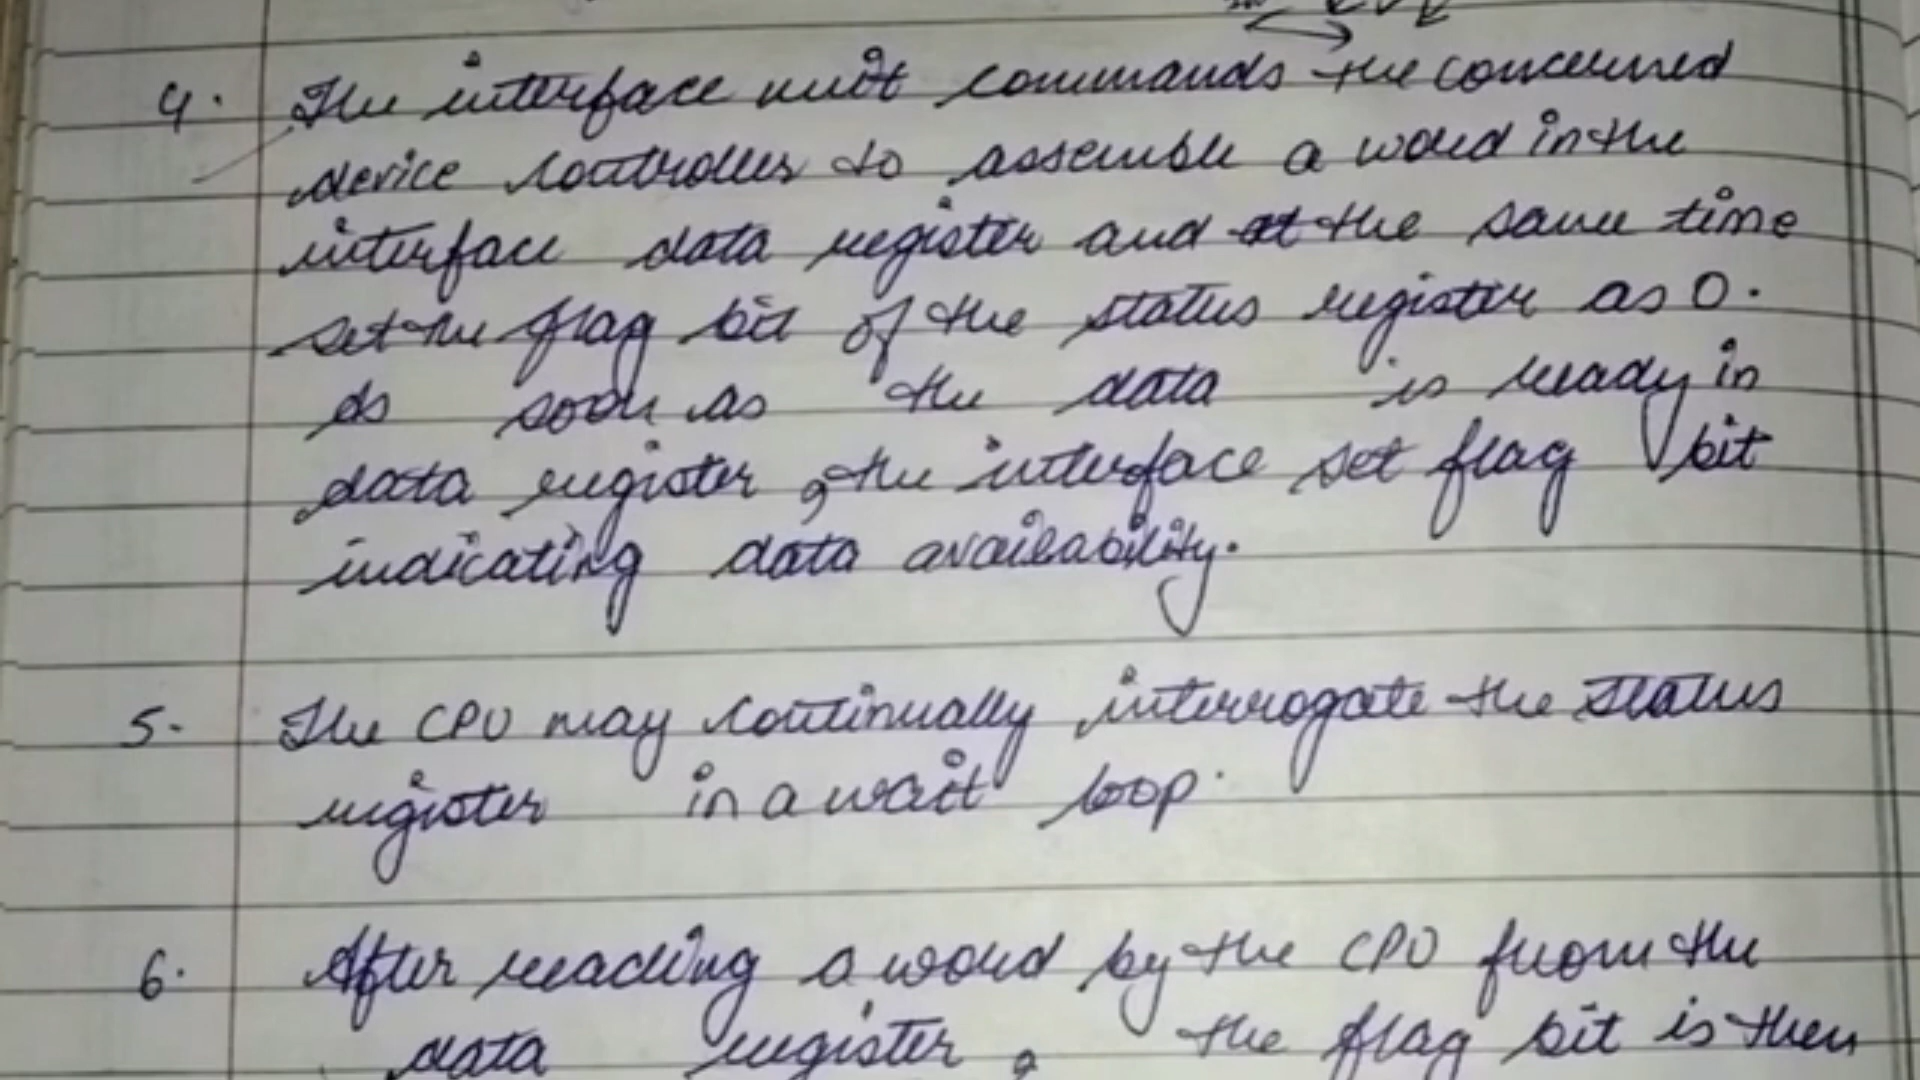 4. The interface unit commands the concerned
device controller to assemble a word in the
interface data register and at the same time
set the flag bit of the status register as 0.
As soon as the data is ready in
data register, the interface set flag bit
indicating data availability.
5. The CPU may continually interrogate the status
register in a wait loop.
6. After reading a word by the CPU from the
data register, the flag bit is then